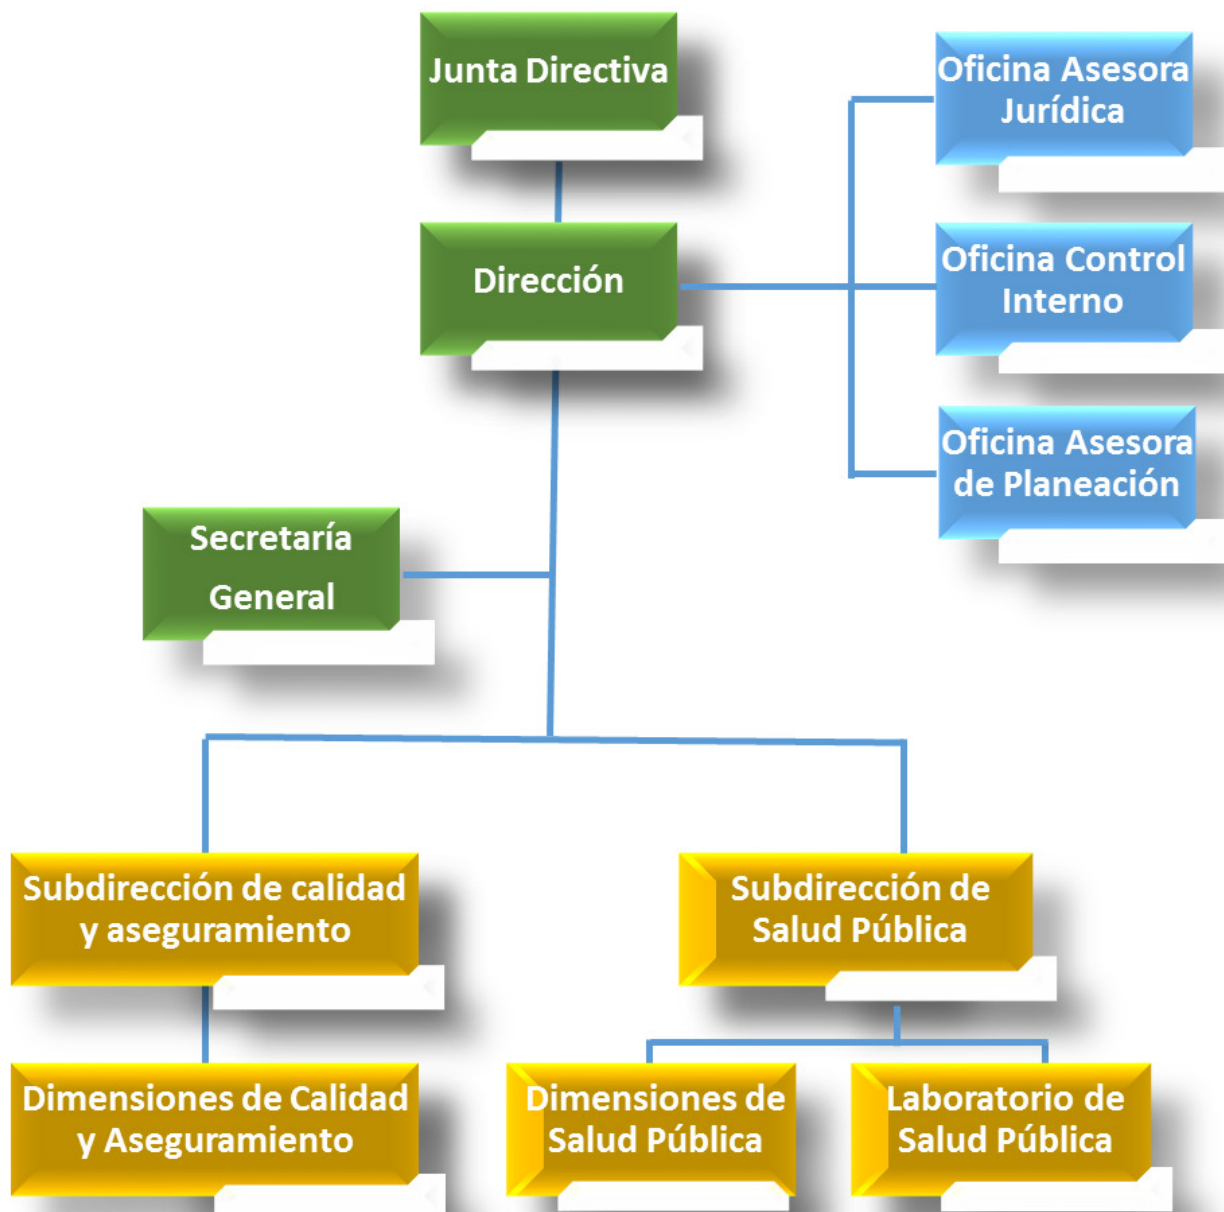 Junta Directiva
Oficina Asesora
Jurídica
Dirección
Oficina Control
Interno
Oficina Asesora
de Planeación
Secretaría
General
Subdirección de calidad
y aseguramiento
Subdirección de
Salud Pública
Dimensiones de Calidad
y Aseguramiento
Dimensiones de
Salud Pública
Laboratorio de
Salud Pública